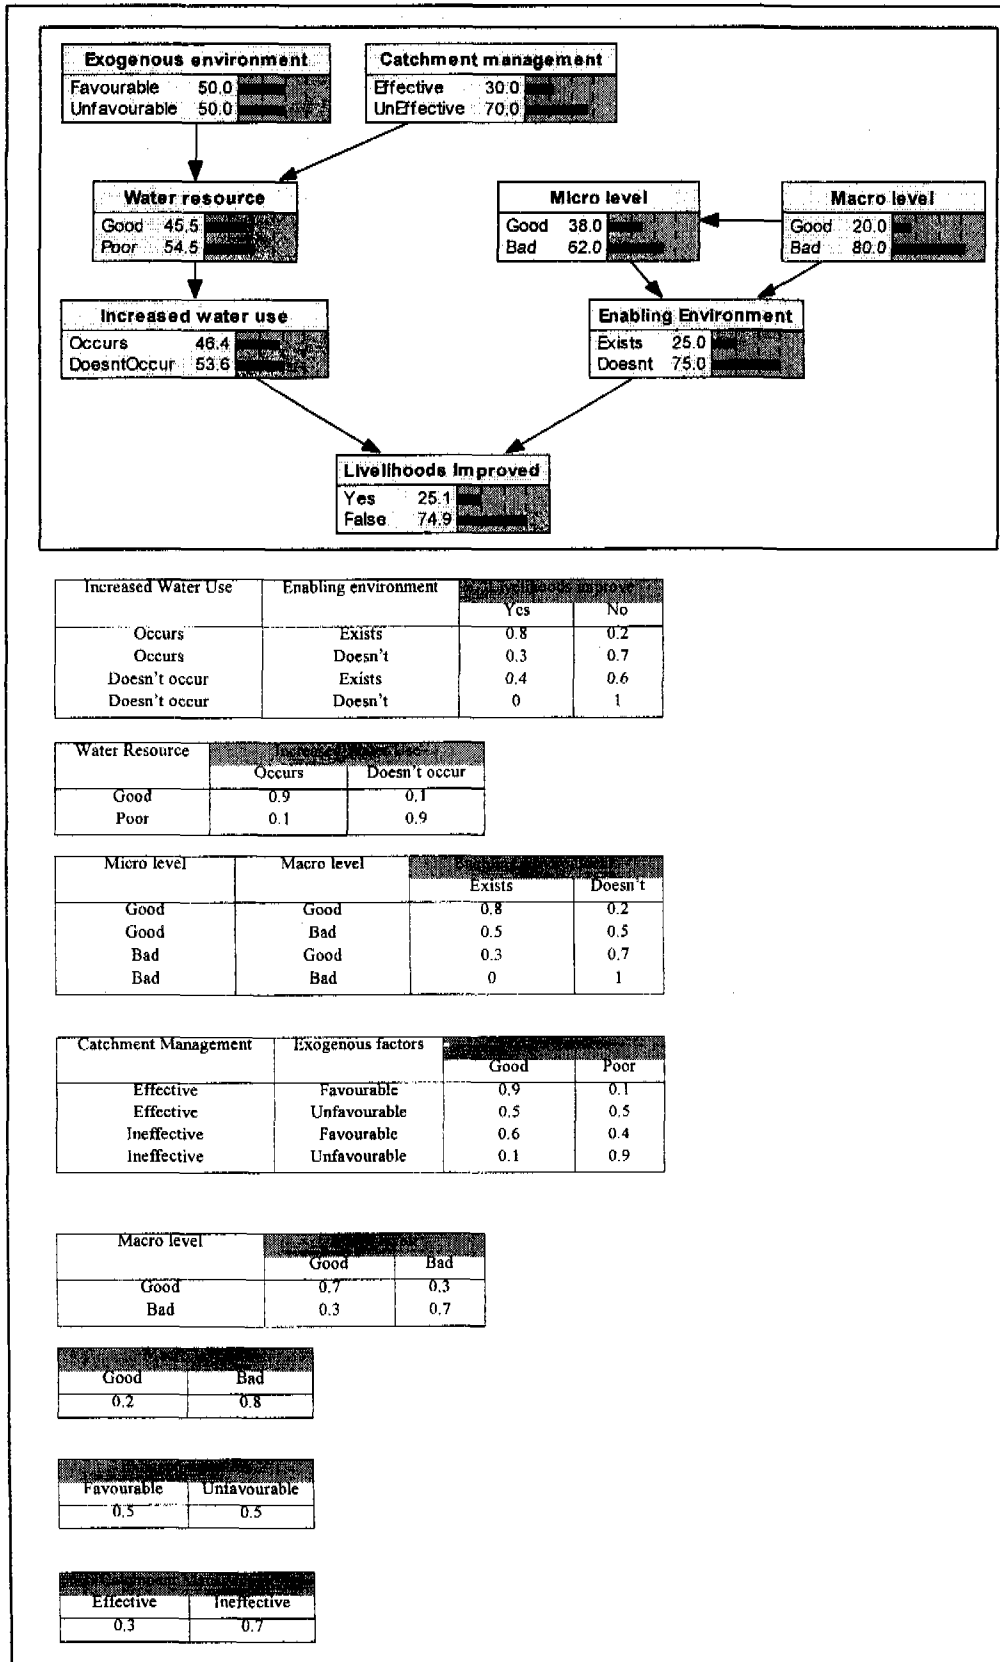 Exogenous environment
Favourable 50.0
Unfavourable 50.0
Catchment management
Effective 30.0
UnEffective 70.0
Water resource
Good 45.5
Poor 54.5
Micro level
Good 38.0
Bad 62.0
Macro level
Good 20.0
Bad 80.0
Increased water use
Occurs 46.4
DoesntOccur 53.6
Enabling Environment
Exists 25.0
Doesnt 75.0
Livelihoods Improved
Yes 25.1
False 74.9
Increased Water Use Enabling environment Livelihoods improve
Yes No
Occurs Exists 0.8 0.2
Occurs Doesn't 0.3 0.7
Doesn't occur Exists 0.4 0.6
Doesn't occur Doesn't 0 1
Water Resource Increased Water Use
Occurs Doesn't occur
Good 0.9 0.1
Poor 0.1 0.9
Micro level Macro level
Exists Doesn't
Good Good 0.8 0.2
Good Bad 0.5 0.5
Bad Good 0.3 0.7
Bad Bad 0 1
Catchment Management Exogenous factors
Good Poor
Effective Favourable 0.9 0.1
Effective Unfavourable 0.5 0.5
Ineffective Favourable 0.6 0.4
Ineffective Unfavourable 0.1 0.9
Macro level
Good Bad
Good 0.7 0.3
Bad 0.3 0.7
Good Bad
0.2 0.8
Favourable Unfavourable
0.5 0.5
Effective Ineffective
0.3 0.7